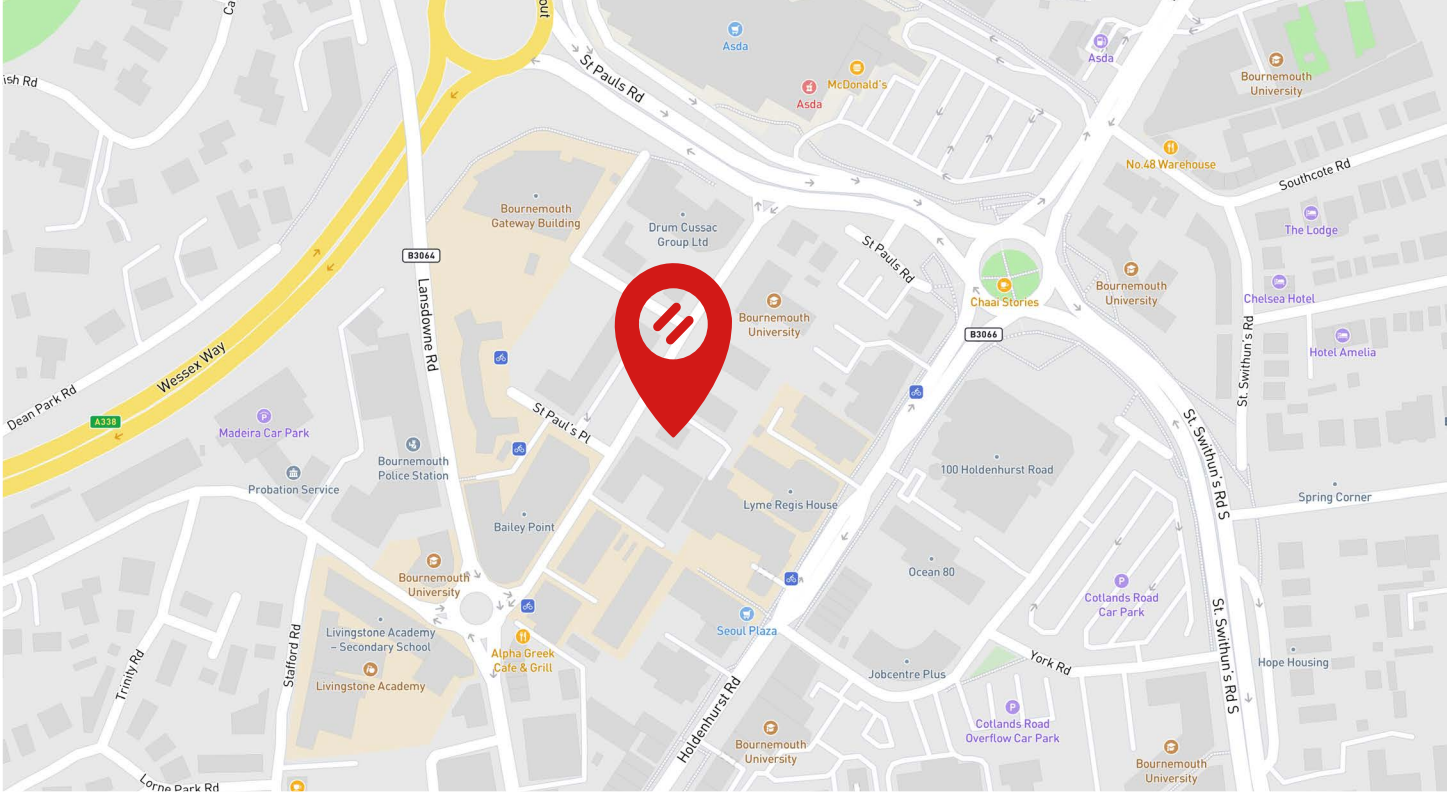 Ca
out
ish Rd
St Pauls Rd
Asda
McDonald's
Asda
Asda
Bournemouth
University
No.48 Warehouse
Southcote Rd
The Lodge
Bournemouth
Gateway Building
Drum Cussac
Group Ltd
St Pauls Rd
B3064
Lansdowne Rd
Bournemouth
University
Chaai Stories
Bournemouth
University
Chelsea Hotel
B3066
Hotel Amelia
St. Swithun's Rd
Wessex Way
Dean Park Rd
A338
Madeira Car Park
St Paul's Pl
Bournemouth
Police Station
Probation Service
100 Holdenhurst Road
St. Swithun's Rd S
Spring Corner
Lyme Regis House
Bailey Point
Bournemouth
University
Ocean 80
Cotlands Road
Car Park
Livingstone Academy
– Secondary School
Seoul Plaza
Alpha Greek
Cafe & Grill
Stafford Rd
Trinity Rd
Livingstone Academy
Jobcentre Plus
York Rd
St. Swithun's Rd S
Hope Housing
Holdenhurst Rd
Cotlands Road
Overflow Car Park
Bournemouth
University
Bournemouth
University
Lorne Park Rd